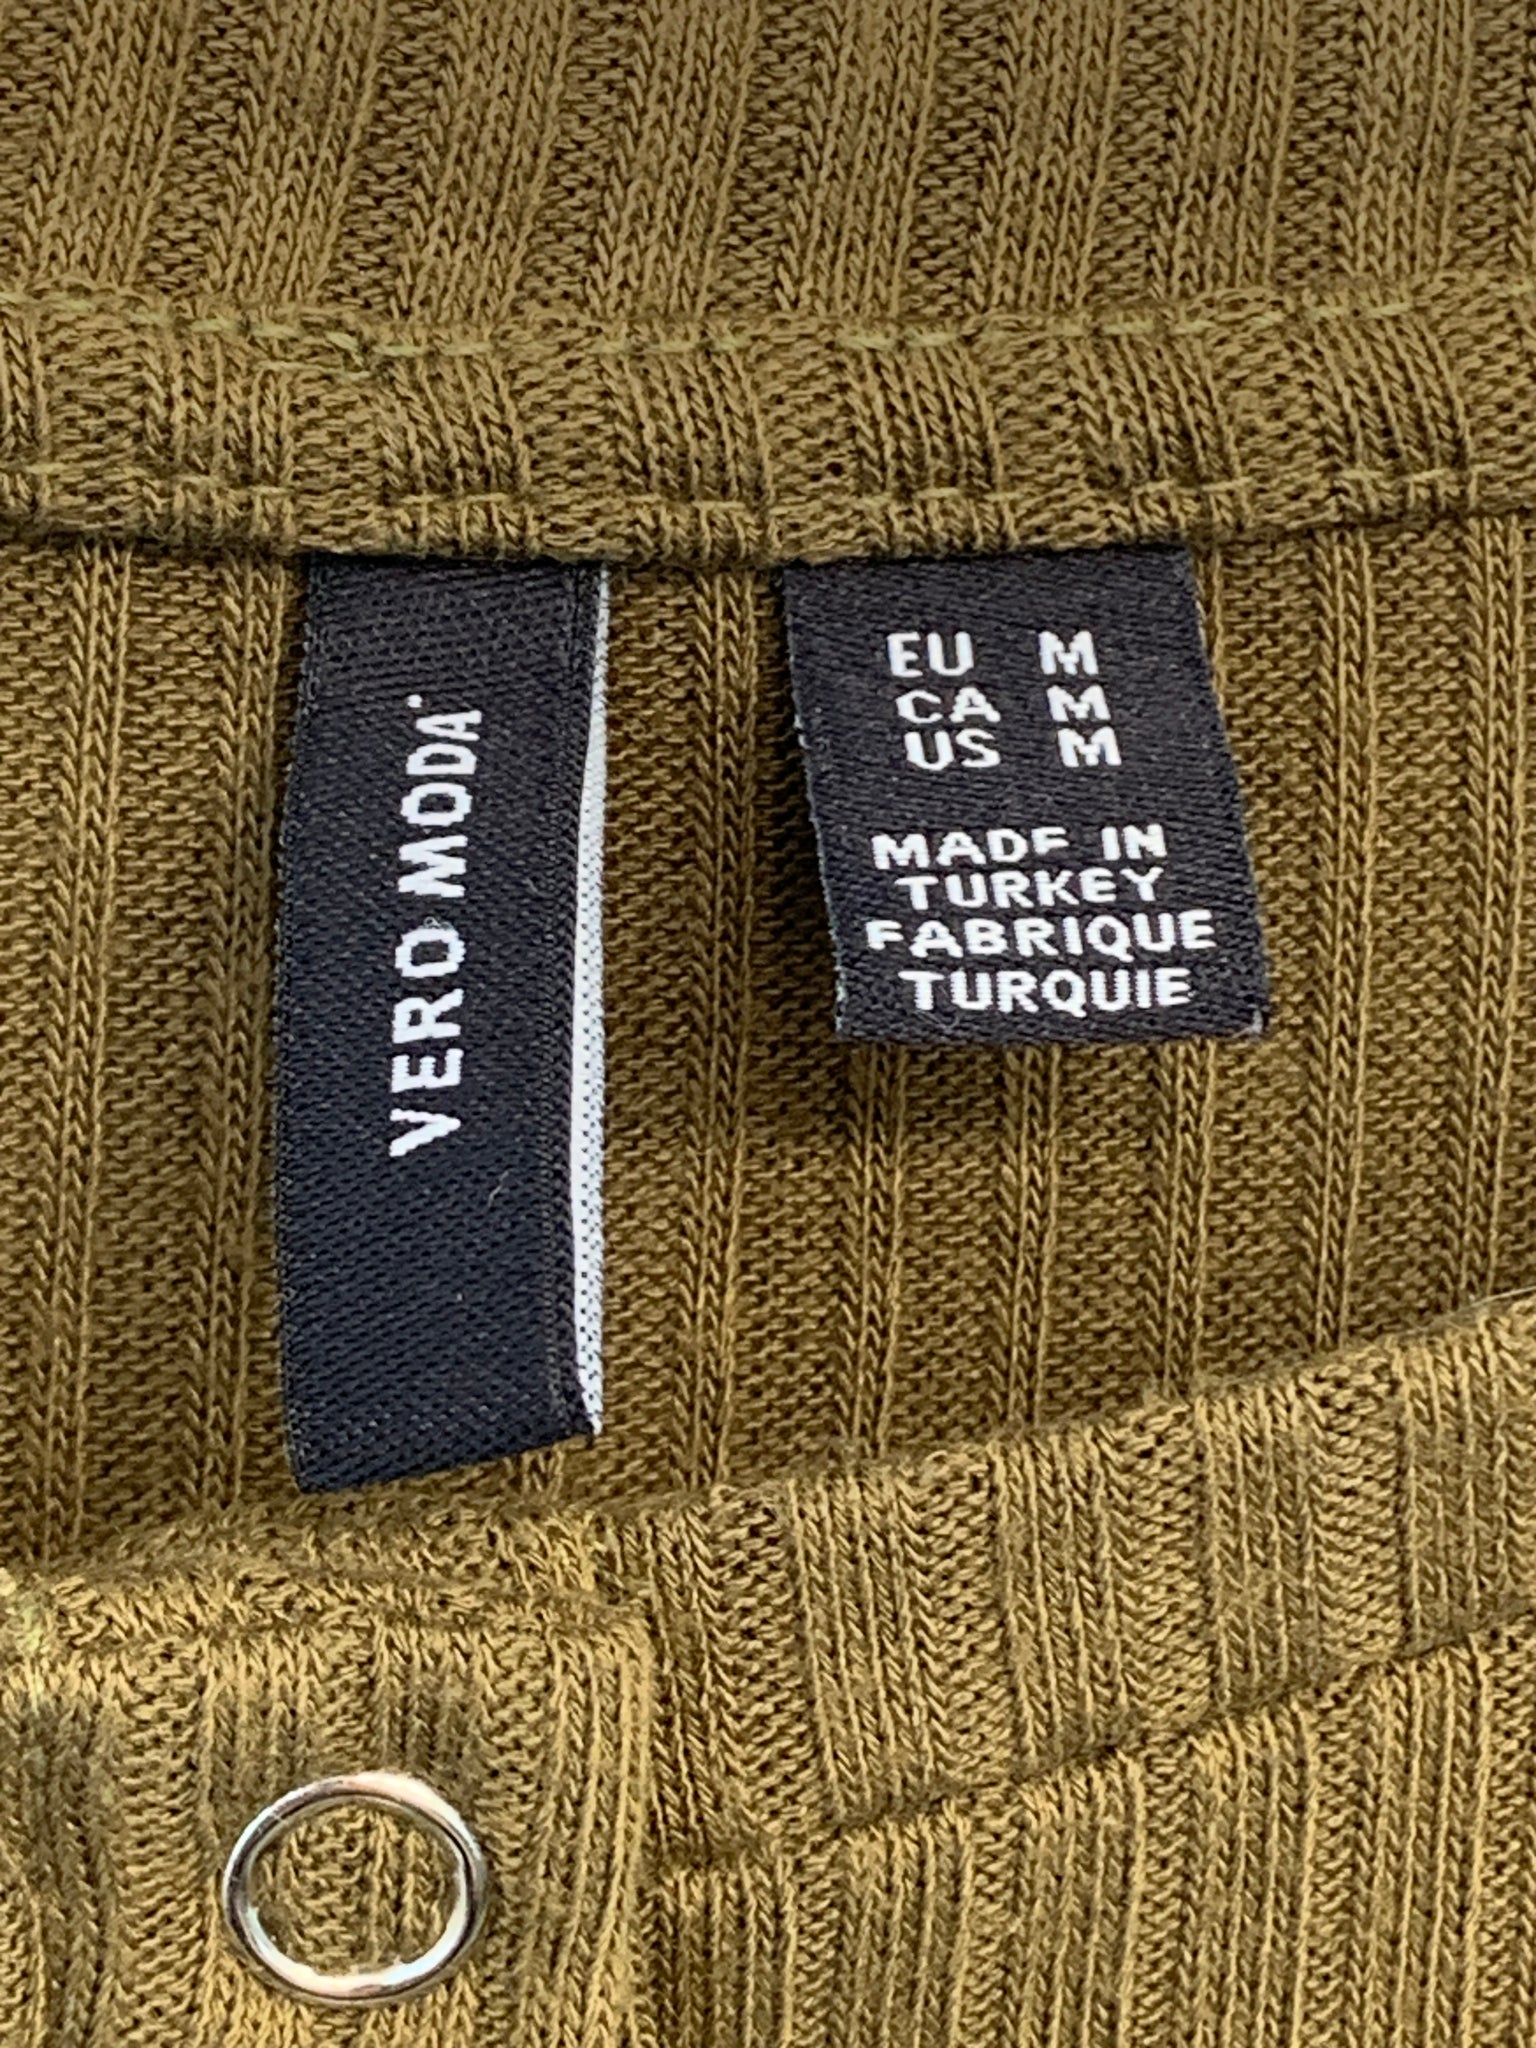 VERO MODA
EU M
CA M
US M
MADE IN
TURKEY
FABRIQUE
TURQUIE